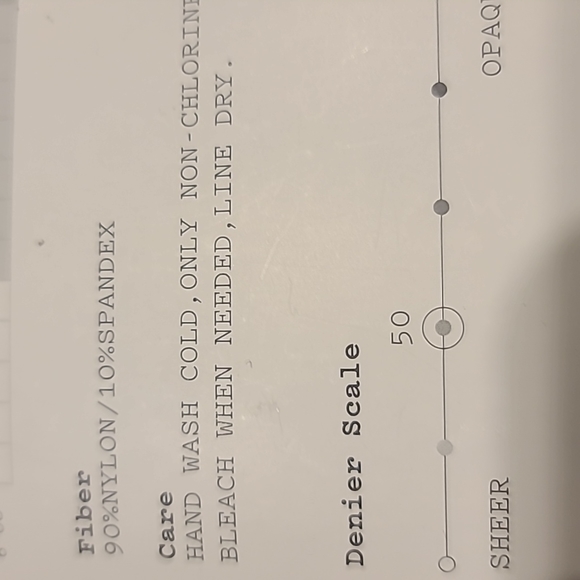 Fiber
90%NYLON/10%SPANDEX
Care
HAND WASH COLD,ONLY NON-CHLORINE
BLEACH WHEN NEEDED,LINE DRY.
Denier Scale
50
SHEER